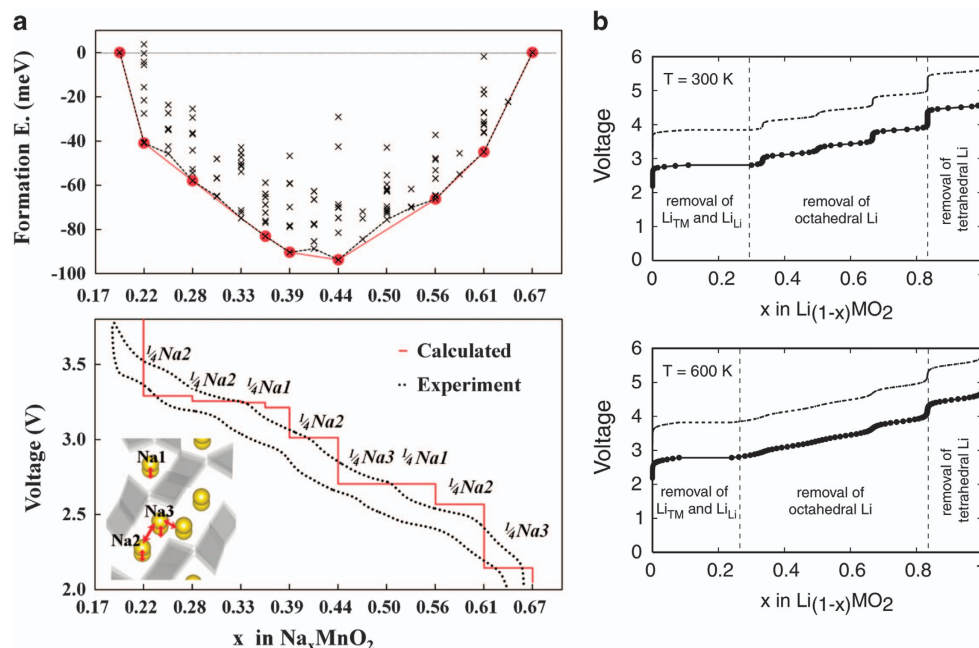 a
Formation E. (meV)
0
-20
-40
-60
-80
-100
0.17 0.22 0.28 0.33 0.39 0.44 0.50 0.56 0.61 0.67
Voltage (V)
3.5
3.0
2.5
2.0
¼Na2
¼Na2
¼Na1
¼Na2
¼Na3
¼Na1
¼Na2
¼Na3
Calculated
Experiment
Na1
Na3
Na2
0.17 0.22 0.28 0.33 0.39 0.44 0.50 0.56 0.61 0.67
x in NaₓMnO₂
b
Voltage
6
5
4
3
2
1
0
T = 300 K
removal of
Li_TM and Li_Li
removal of
octahedral Li
removal of
tetrahedral Li
0 0.2 0.4 0.6 0.8 1
x in Li₍₁₋ₓ₎MO₂
Voltage
6
5
4
3
2
1
0
T = 600 K
removal of
Li_TM and Li_Li
removal of
octahedral Li
removal of
tetrahedral Li
0 0.2 0.4 0.6 0.8 1
x in Li₍₁₋ₓ₎MO₂